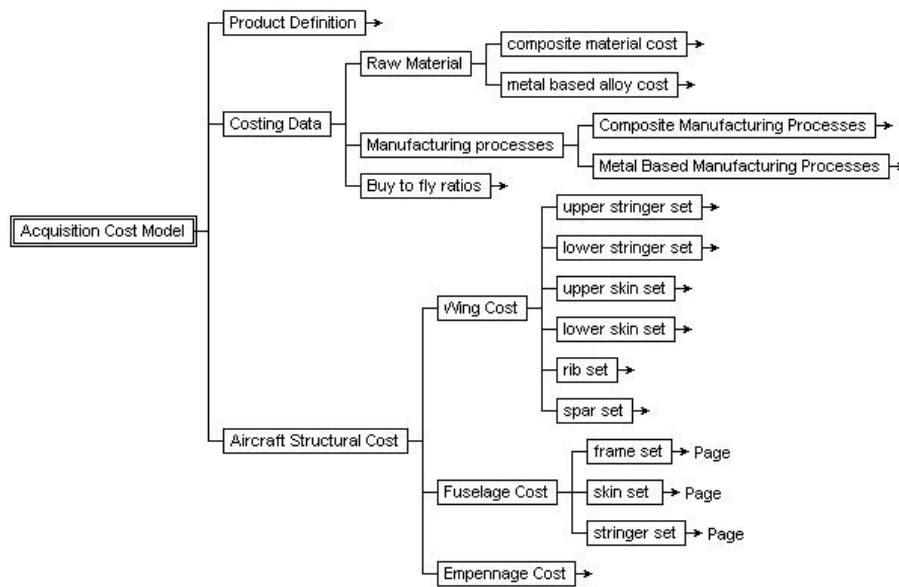 Product Definition
composite material cost
Raw Material
metal based alloy cost
Costing Data
Composite Manufacturing Processes
Manufacturing processes
Metal Based Manufacturing Processes
Buy to fly ratios
Acquisition Cost Model
upper stringer set
lower stringer set
upper skin set
Wing Cost
lower skin set
rib set
spar set
Aircraft Structural Cost
frame set Page
Fuselage Cost
skin set Page
stringer set Page
Empennage Cost